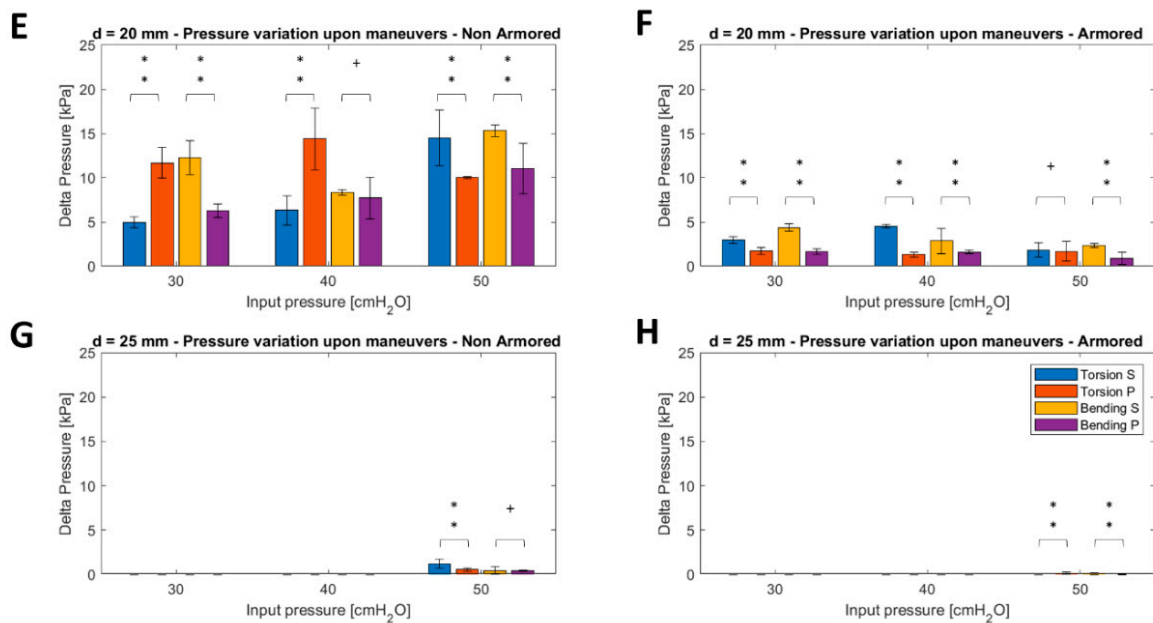 E
d = 20 mm - Pressure variation upon maneuvers - Non Armored
25
20
15
10
5
0
Delta Pressure [kPa]
* * * + * *
* * * * *
30 40 50
Input pressure [cmH₂O]
F
d = 20 mm - Pressure variation upon maneuvers - Armored
25
20
15
10
5
0
Delta Pressure [kPa]
* * * * + *
* * * * *
30 40 50
Input pressure [cmH₂O]
G
d = 25 mm - Pressure variation upon maneuvers - Non Armored
25
20
15
10
5
0
Delta Pressure [kPa]
* +
*
30 40 50
Input pressure [cmH₂O]
H
d = 25 mm - Pressure variation upon maneuvers - Armored
25
20
15
10
5
0
Delta Pressure [kPa]
Torsion S
Torsion P
Bending S
Bending P
* *
* *
30 40 50
Input pressure [cmH₂O]